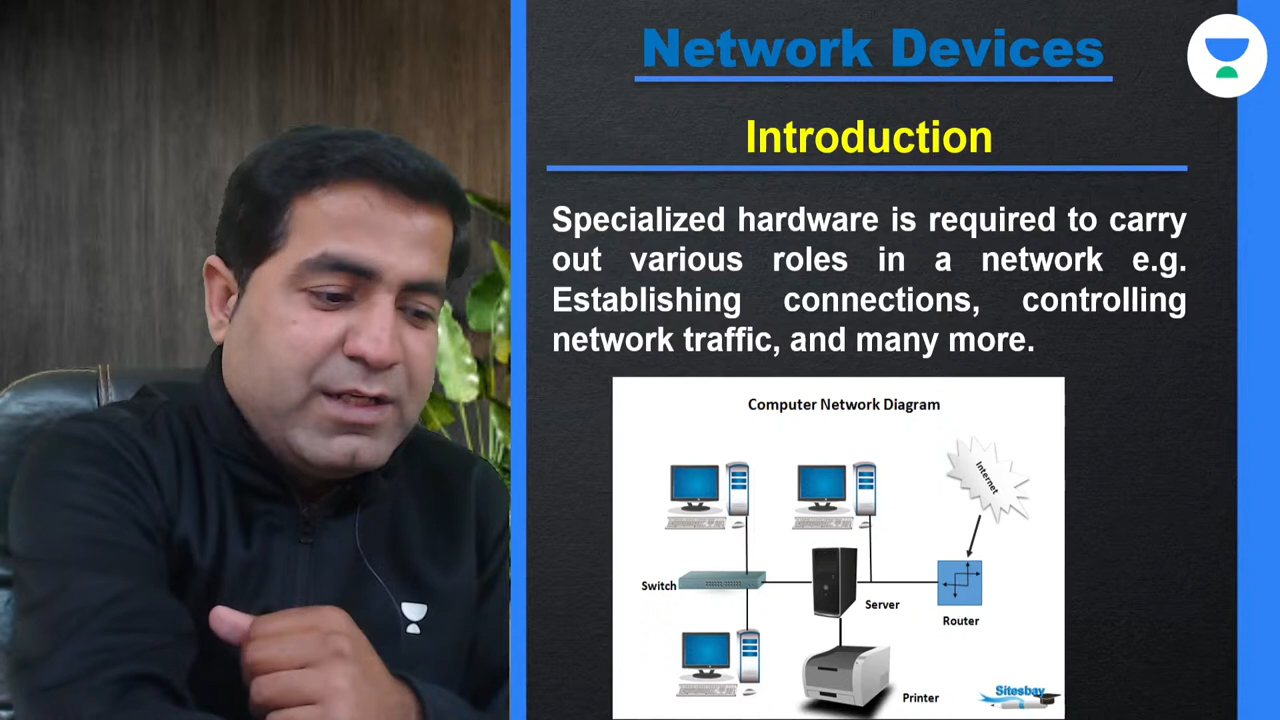 Network Devices
Introduction
Specialized hardware is required to carry
out various roles in a network e.g.
Establishing connections, controlling
network traffic, and many more.
Computer Network Diagram
Internet
Switch
Server
Router
Printer
Sitesbay